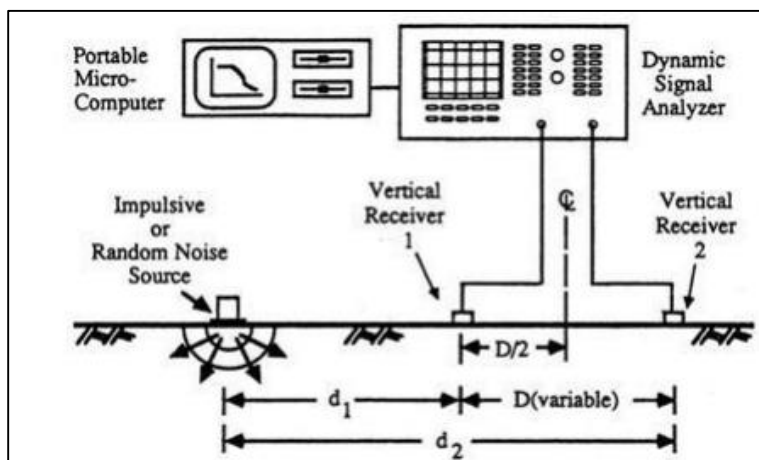 Portable
Micro-
Computer
Dynamic
Signal
Analyzer
Impulsive
or
Random Noise
Source
Vertical
Receiver
1
℄
Vertical
Receiver
2
D/2
d₁
D(variable)
d₂